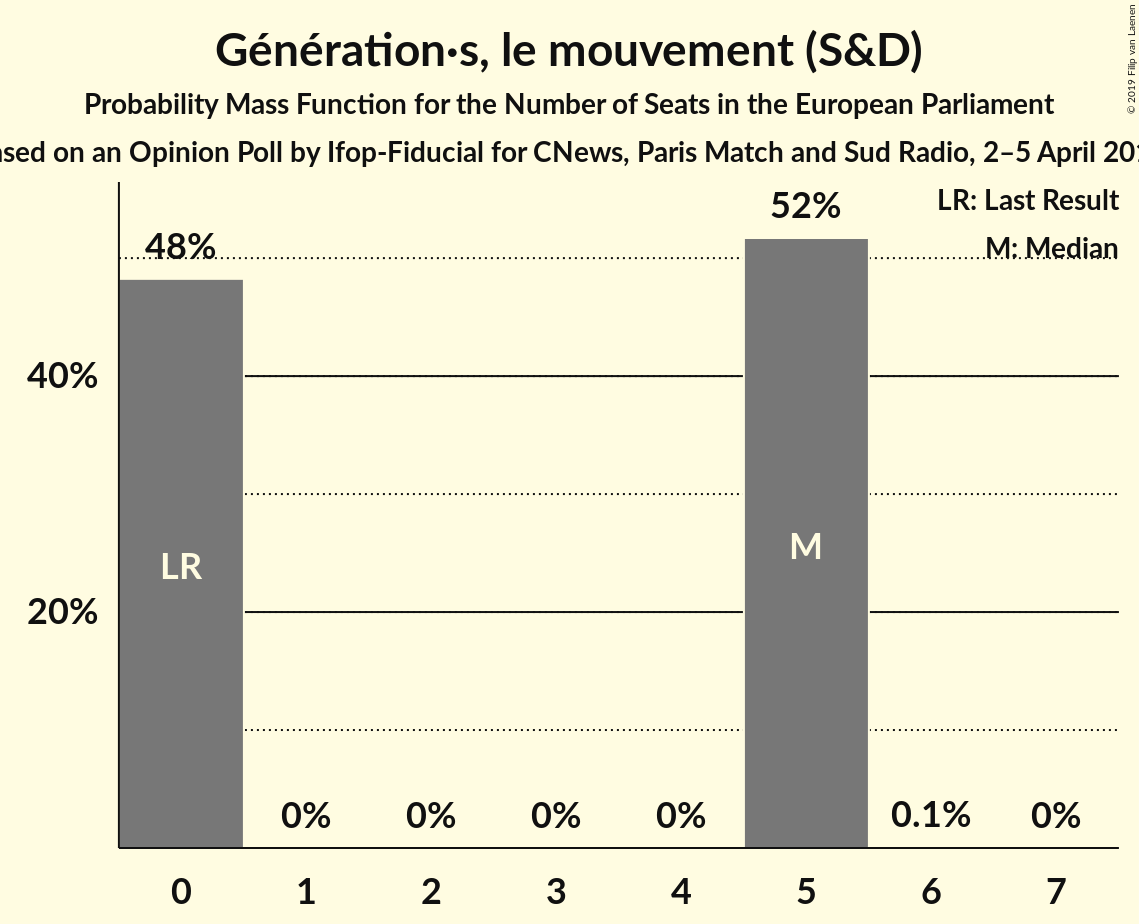 Génération·s, le mouvement (S&D)
Probability Mass Function for the Number of Seats in the European Parliament
on an Opinion Poll by Ifop-Fiducial for CNews, Paris Match and Sud Radio, 2–5 April
© 2019 Filip van Laenen
LR: Last Result
M: Median
48%
52%
40%
20%
LR
M
0% 0% 0% 0% 0.1% 0%
0 1 2 3 4 5 6 7